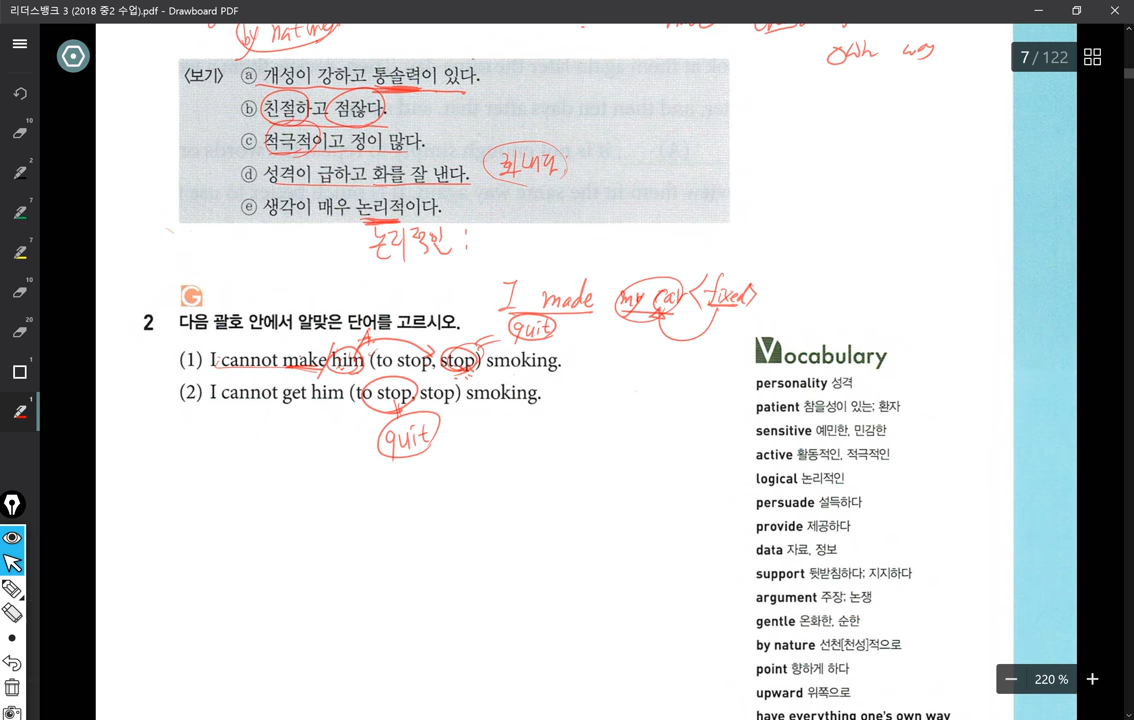 리더스뱅크 3 (2018 중2 수업).pdf - Drawboard PDF
by nature
own way
7 / 122
〈보기〉 ⓐ 개성이 강하고 통솔력이 있다.
ⓑ 친절하고 점잖다.
ⓒ 적극적이고 정이 많다.
ⓓ 성격이 급하고 화를 잘 낸다.
화내다
ⓔ 생각이 매우 논리적이다.
논리적인 :
G
I made my car <fixed>
2 다음 괄호 안에서 알맞은 단어를 고르시오.
quit
(1) I cannot make him (to stop, stop) smoking.
(2) I cannot get him (to stop, stop) smoking.
quit
Vocabulary
personality 성격
patient 참을성이 있는; 환자
sensitive 예민한, 민감한
active 활동적인, 적극적인
logical 논리적인
persuade 설득하다
provide 제공하다
data 자료, 정보
support 뒷받침하다; 지지하다
argument 주장; 논쟁
gentle 온화한, 순한
by nature 선천[천성]적으로
point 향하게 하다
upward 위쪽으로
have everything one's own way
220 %
10
2
7
7
10
20
1
1